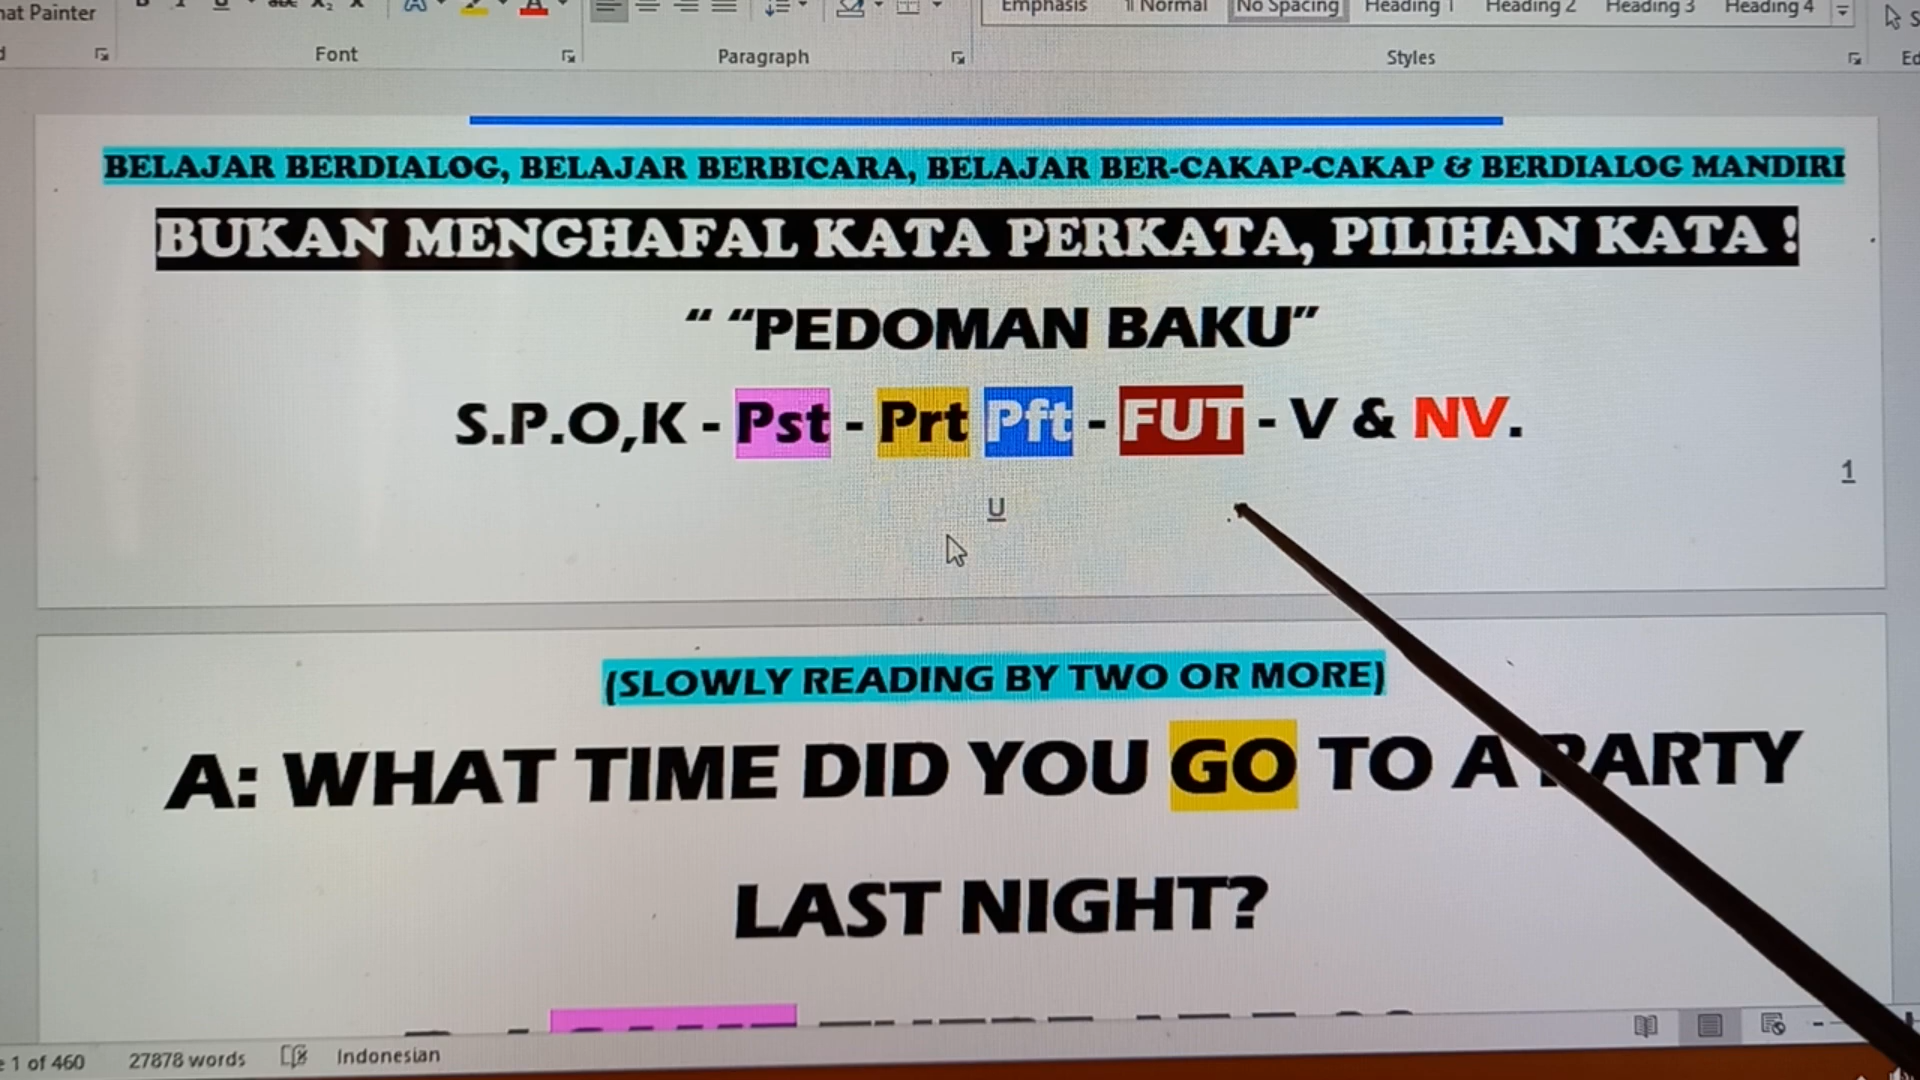 Painter
Font
Paragraph
Styles
Emphasis ¶ Normal No Spacing Heading 1 Heading 2 Heading 3 Heading 4
BELAJAR BERDIALOG, BELAJAR BERBICARA, BELAJAR BER-CAKAP-CAKAP & BERDIALOG MANDIRI
BUKAN MENGHAFAL KATA PERKATA, PILIHAN KATA !
“ “PEDOMAN BAKU”
S.P.O,K - Pst - Prt Pft - FUT - V & NV.
1
U
(SLOWLY READING BY TWO OR MORE)
A: WHAT TIME DID YOU GO TO A PARTY
LAST NIGHT?
1 of 460 27878 words Indonesian